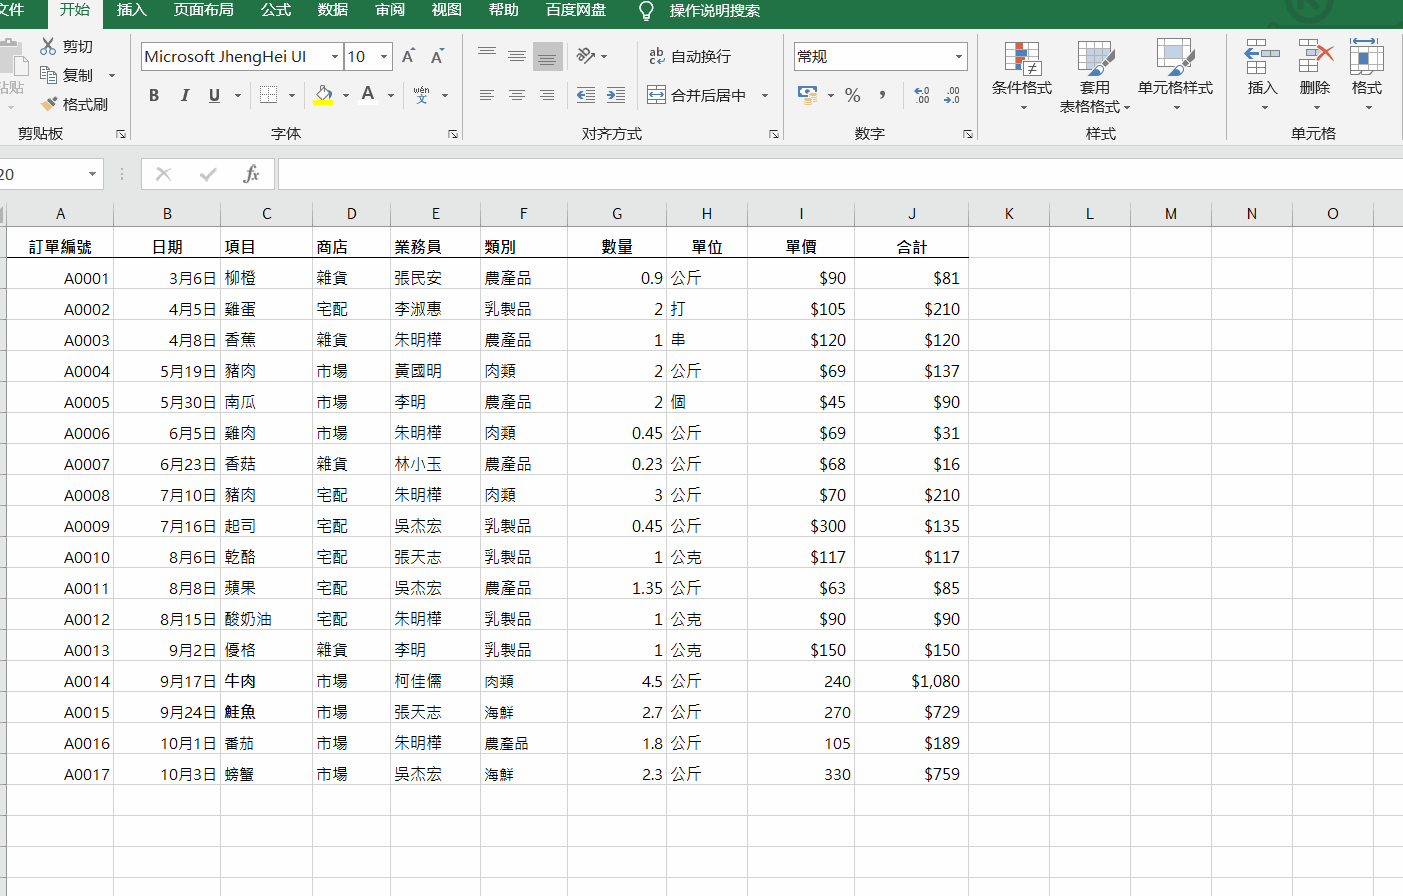 文件 开始 插入 页面布局 公式 数据 审阅 视图 帮助 百度网盘 操作说明搜索
剪切
复制
格式刷
粘贴
剪贴板
Microsoft JhengHei UI 10 A A
B I U A wén 文
字体
ab 自动换行
合并后居中
对齐方式
常规
% , .0 .00 .00 .0
数字
条件格式 套用 表格格式 单元格样式
样式
插入 删除 格式
单元格
20 fx
A B C D E F G H I J K L M N O
訂單編號 日期 項目 商店 業務員 類別 數量 單位 單價 合計
A0001 3月6日 柳橙 雜貨 張民安 農產品 0.9 公斤 $90 $81
A0002 4月5日 雞蛋 宅配 李淑惠 乳製品 2 打 $105 $210
A0003 4月8日 香蕉 雜貨 朱明樺 農產品 1 串 $120 $120
A0004 5月19日 豬肉 市場 黃國明 肉類 2 公斤 $69 $137
A0005 5月30日 南瓜 市場 李明 農產品 2 個 $45 $90
A0006 6月5日 雞肉 市場 朱明樺 肉類 0.45 公斤 $69 $31
A0007 6月23日 香菇 雜貨 林小玉 農產品 0.23 公斤 $68 $16
A0008 7月10日 豬肉 宅配 朱明樺 肉類 3 公斤 $70 $210
A0009 7月16日 起司 宅配 吳杰宏 乳製品 0.45 公斤 $300 $135
A0010 8月6日 乾酪 宅配 張天志 乳製品 1 公克 $117 $117
A0011 8月8日 蘋果 宅配 吳杰宏 農產品 1.35 公斤 $63 $85
A0012 8月15日 酸奶油 宅配 朱明樺 乳製品 1 公克 $90 $90
A0013 9月2日 優格 雜貨 李明 乳製品 1 公克 $150 $150
A0014 9月17日 牛肉 市場 柯佳儒 肉類 4.5 公斤 240 $1,080
A0015 9月24日 鮭魚 市場 張天志 海鮮 2.7 公斤 270 $729
A0016 10月1日 番茄 市場 朱明樺 農產品 1.8 公斤 105 $189
A0017 10月3日 螃蟹 市場 吳杰宏 海鮮 2.3 公斤 330 $759